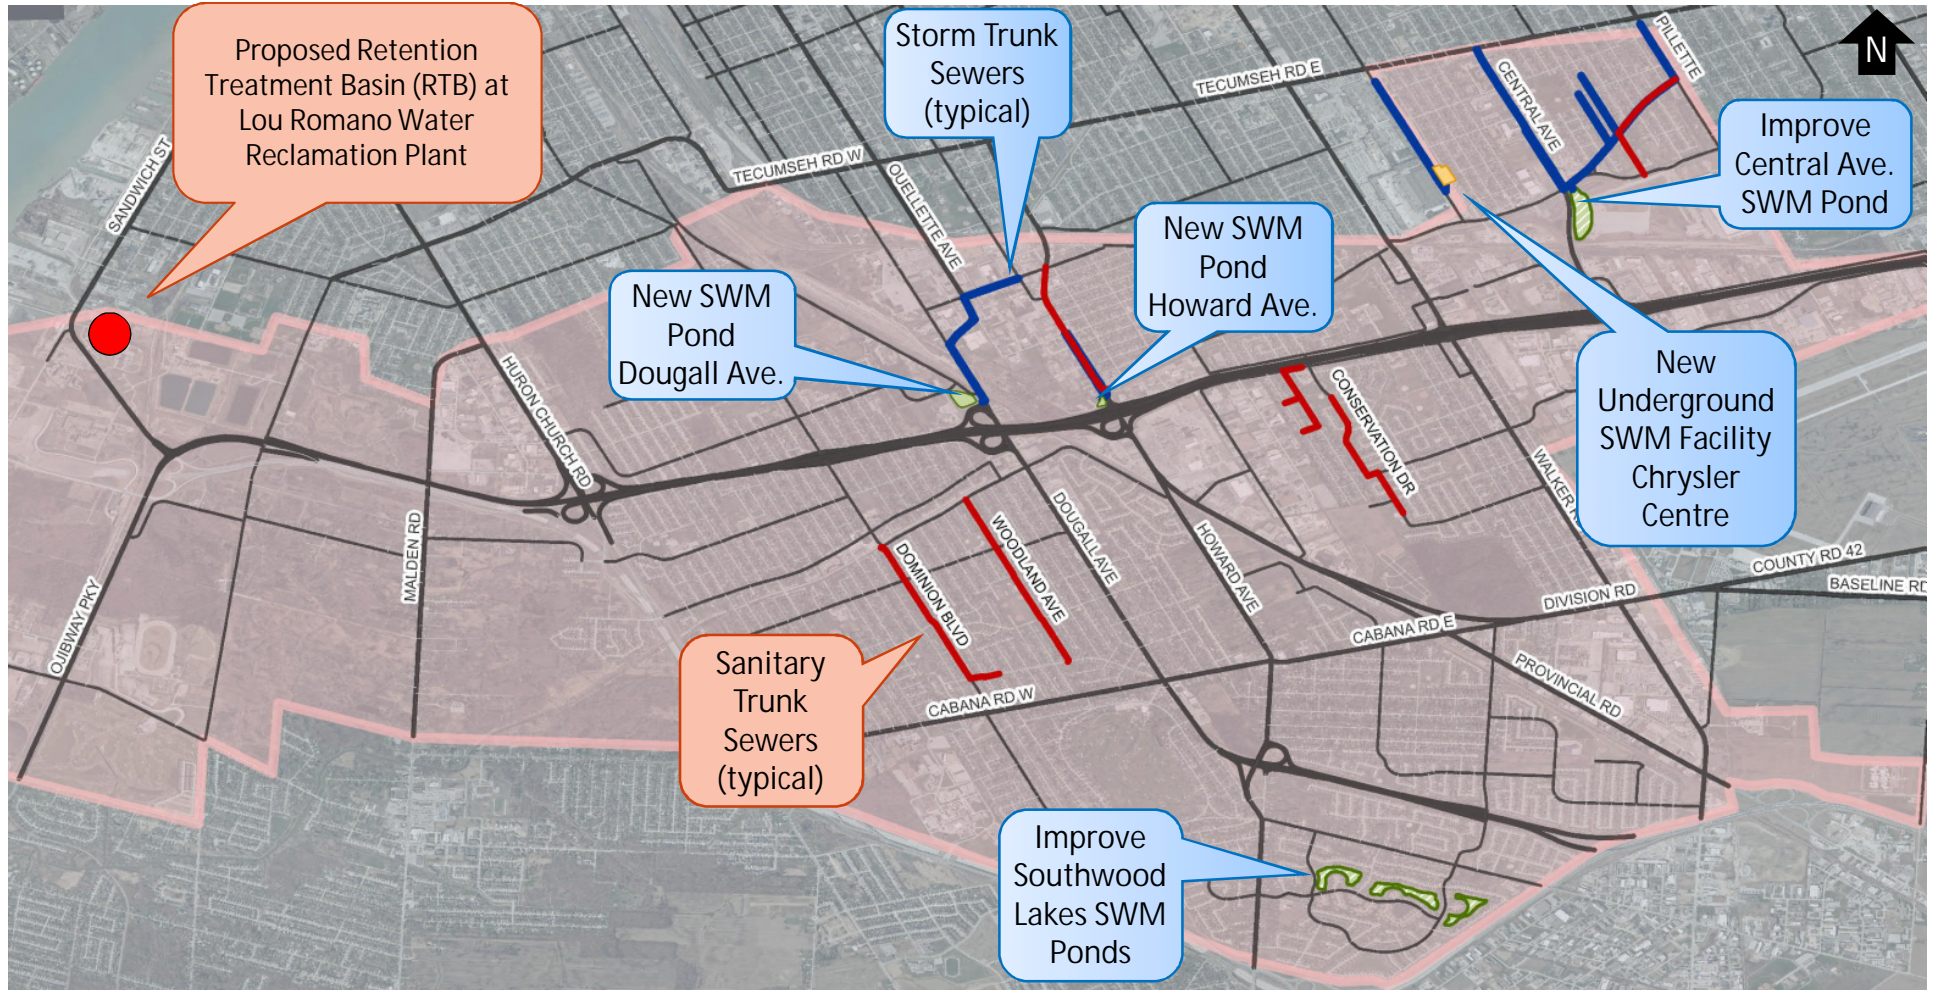 Proposed Retention
Treatment Basin (RTB) at
Lou Romano Water
Reclamation Plant
Storm Trunk
Sewers
(typical)
N
Improve
Central Ave.
SWM Pond
New SWM
Pond
Howard Ave.
New SWM
Pond
Dougall Ave.
New
Underground
SWM Facility
Chrysler
Centre
Sanitary
Trunk
Sewers
(typical)
Improve
Southwood
Lakes SWM
Ponds
SANDWICH ST
TECUMSEH RD W
OUELLETTE AVE
TECUMSEH RD E
CENTRAL AVE
PILLETTE
HURON CHURCH RD
MALDEN RD
OJIBWAY PKY
DOMINION BLVD
WOODLAND AVE
DOUGALL AVE
HOWARD AVE
CONSERVATION DR
WALKER R
CABANA RD W
CABANA RD E
DIVISION RD
COUNTY RD 42
BASELINE RD
PROVINCIAL RD